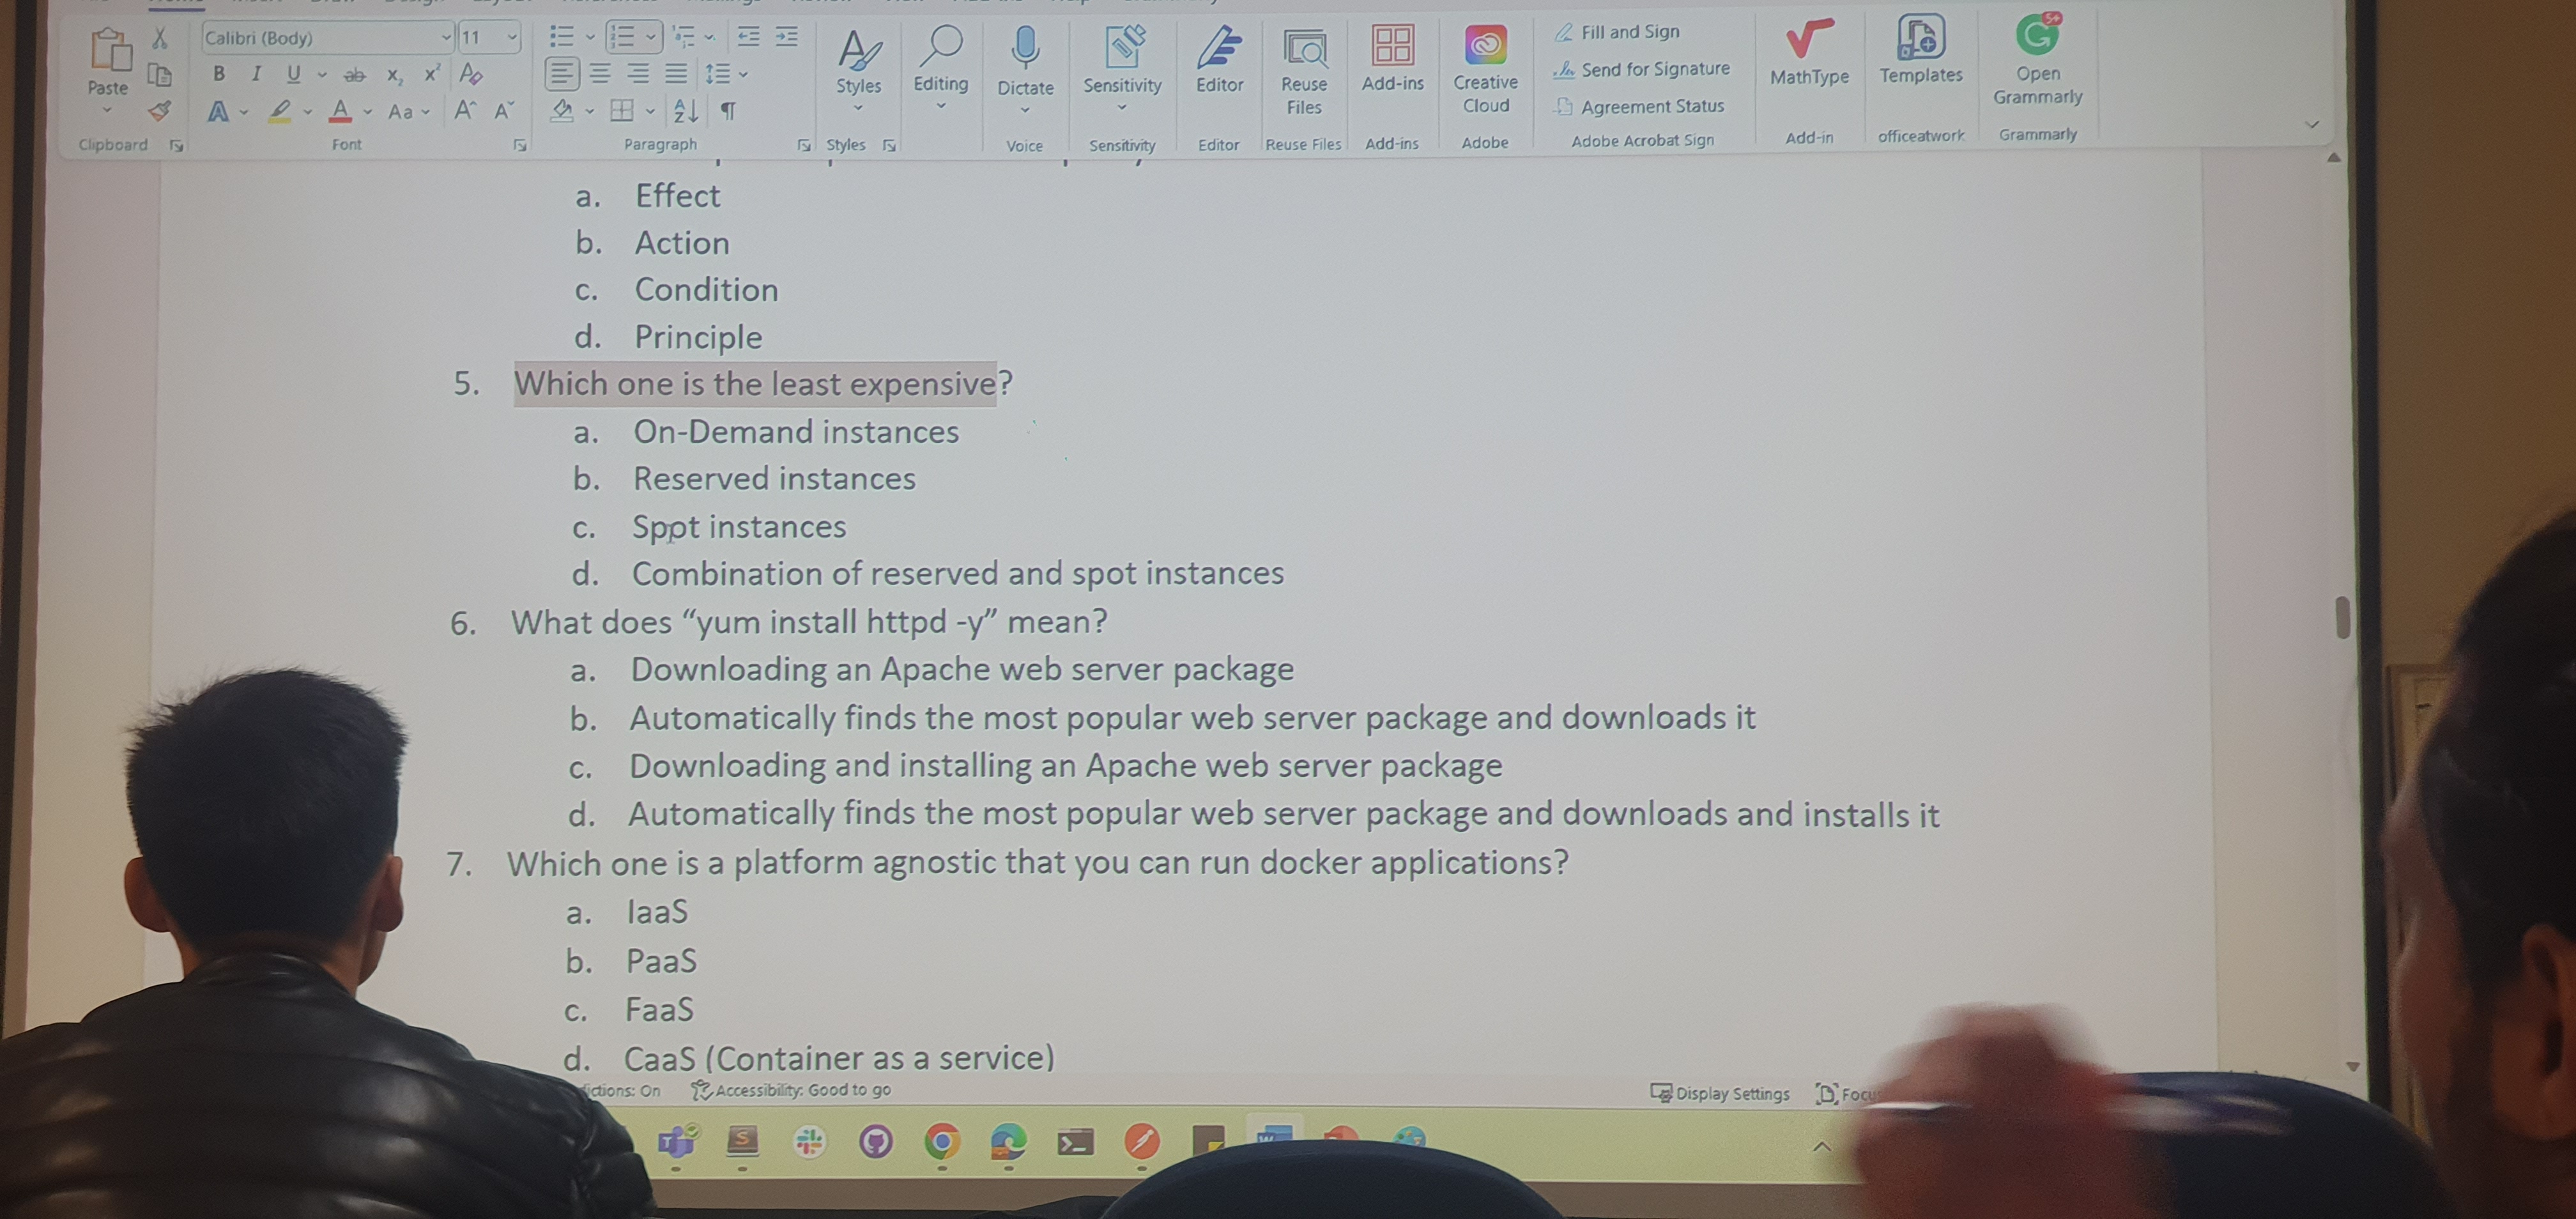 Calibri (Body)
11
Paste
B I U ab x₂ x²
A A Aa A A
Clipboard
Font
Paragraph
Styles
Styles
Editing
Dictate
Voice
Sensitivity
Sensitivity
Editor
Editor
Reuse
Files
Reuse Files
Add-ins
Add-ins
Creative
Cloud
Adobe
Fill and Sign
Send for Signature
Agreement Status
Adobe Acrobat Sign
MathType
Add-in
Templates
officeatwork
5+
Open
Grammarly
Grammarly
a. Effect
b. Action
c. Condition
d. Principle
5. Which one is the least expensive?
a. On-Demand instances
b. Reserved instances
c. Spot instances
d. Combination of reserved and spot instances
6. What does “yum install httpd -y” mean?
a. Downloading an Apache web server package
b. Automatically finds the most popular web server package and downloads it
c. Downloading and installing an Apache web server package
d. Automatically finds the most popular web server package and downloads and installs it
7. Which one is a platform agnostic that you can run docker applications?
a. IaaS
b. PaaS
c. FaaS
d. CaaS (Container as a service)
ictions: On Accessibility: Good to go Display Settings Focu